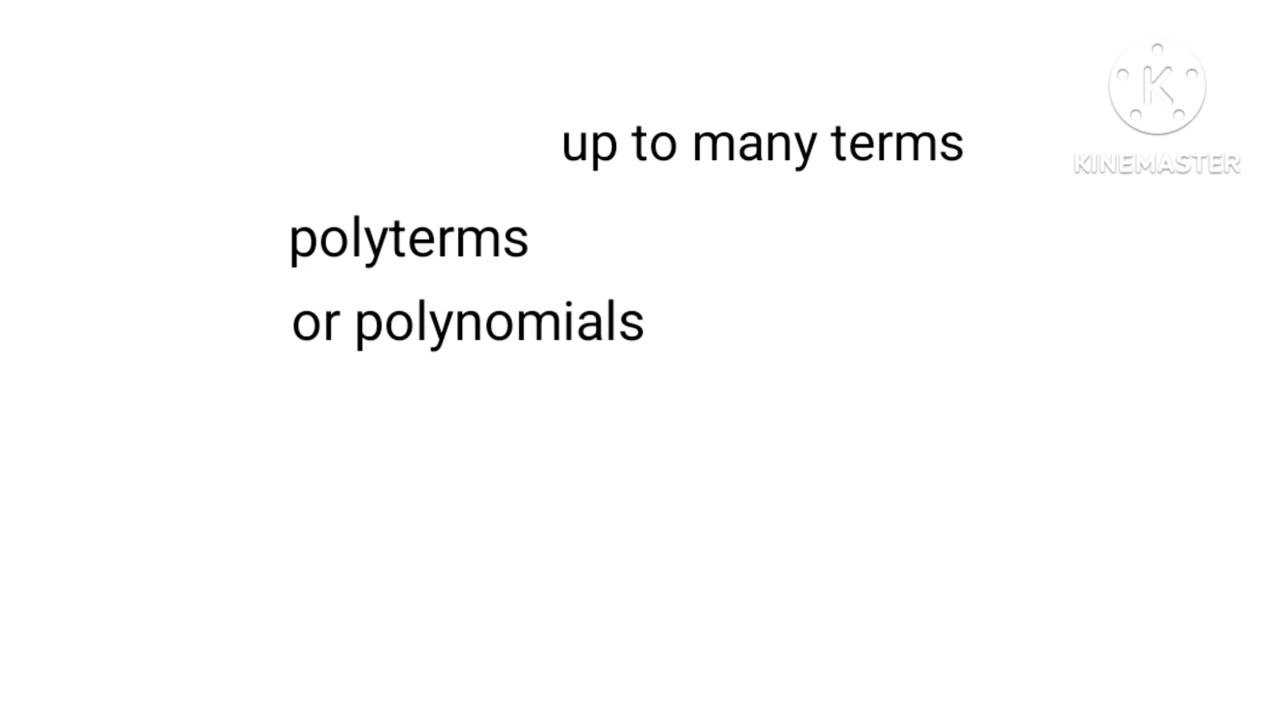 up to many terms
K
KINEMASTER
polyterms
or polynomials